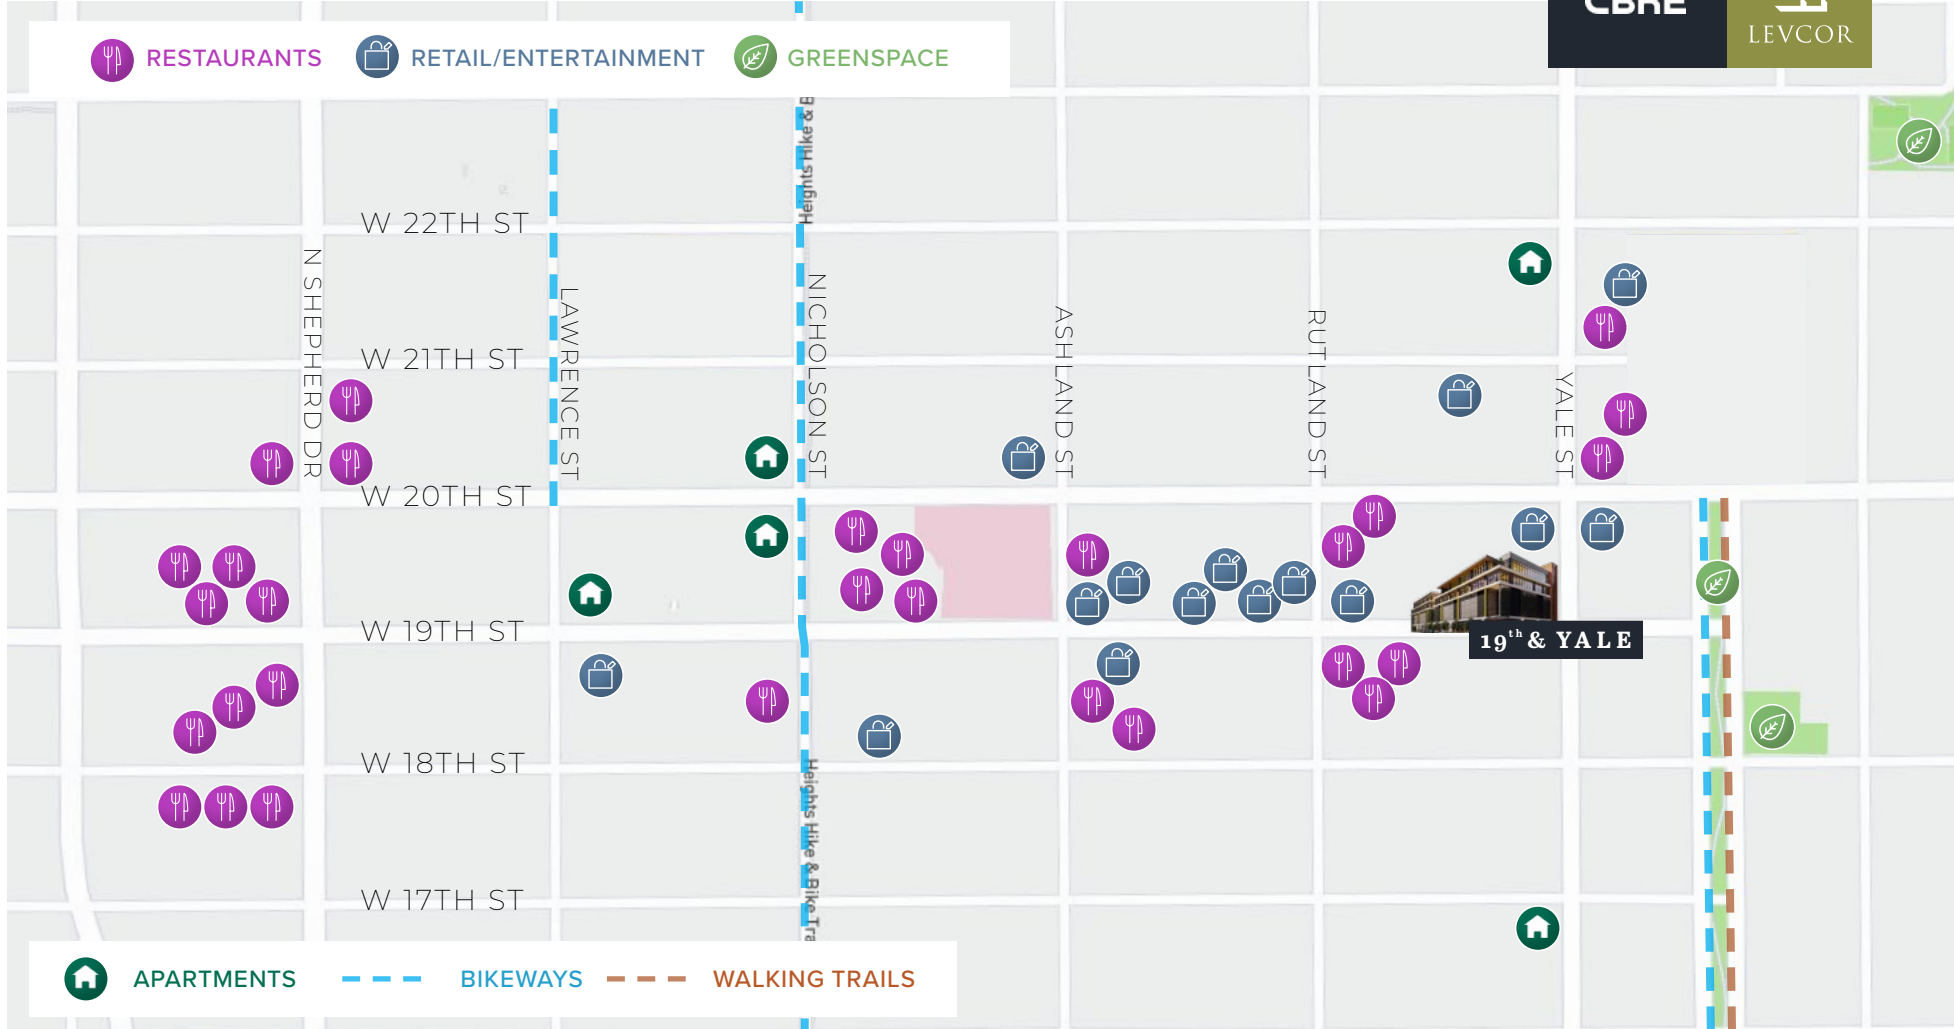 CBRE
LEVCOR
RESTAURANTS
RETAIL/ENTERTAINMENT
GREENSPACE
Heights Hike & B
W 22TH ST
N SHEPHERD DR
LAWRENCE ST
NICHOLSON ST
ASHLAND ST
RUTLAND ST
YALE ST
W 21TH ST
W 20TH ST
W 19TH ST
19th & YALE
W 18TH ST
Heights Hike & Bike Tra
W 17TH ST
APARTMENTS
BIKEWAYS
WALKING TRAILS